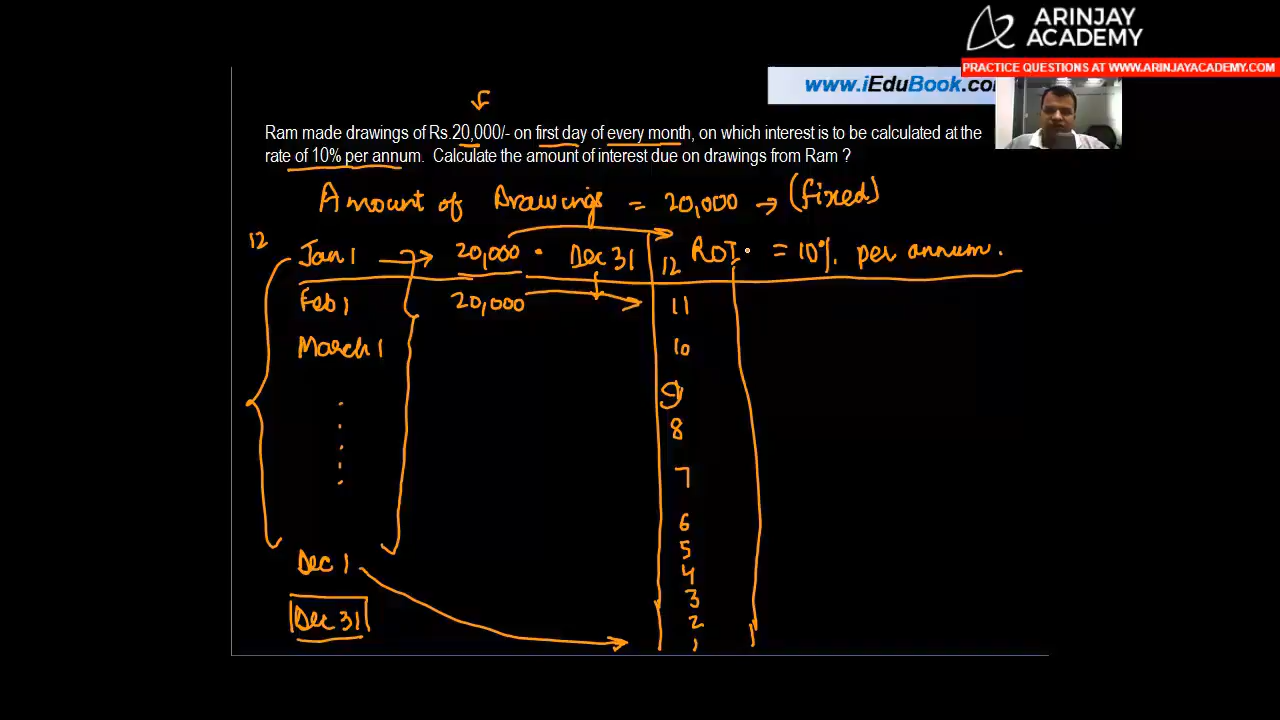 ARINJAY
ACADEMY
PRACTICE QUESTIONS AT WWW.ARINJAYACADEMY.COM
www.iEduBook.co
Ram made drawings of Rs.20,000/- on first day of every month, on which interest is to be calculated at the
rate of 10% per annum. Calculate the amount of interest due on drawings from Ram ?
Amount of Drawings = 20,000 → (fixed)
12
Jan 1 → 20,000 Dec 31 12 ROI = 10% per annum.
Feb 1 20,000 → 11
March 1 10
9
8
7
6
5
Dec 1 4
3
Dec 31 2
1